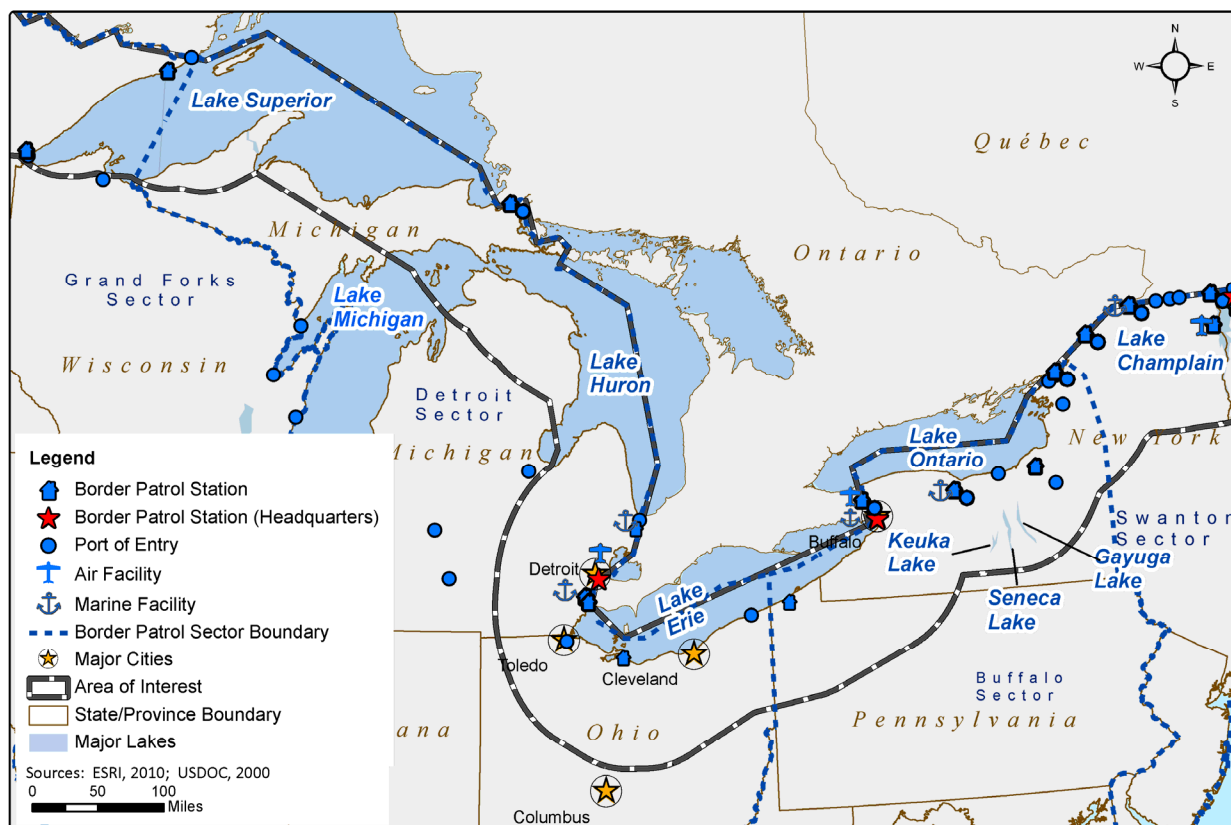 N
W E
S
Lake Superior
Québec
Michigan
Ontario
Grand Forks
Sector
Lake
Michigan
Wisconsin
Lake
Huron
Lake
Champlain
Detroit
Sector
Michigan
Lake
Ontario
New York
Swanton
Sector
Buffalo
Keuka
Lake
Gayuga
Lake
Seneca
Lake
Detroit
Lake
Erie
Toledo
Cleveland
Buffalo
Sector
Ohio
Pennsylvania
ana
Columbus
Legend
Border Patrol Station
Border Patrol Station (Headquarters)
Port of Entry
Air Facility
Marine Facility
Border Patrol Sector Boundary
Major Cities
Area of Interest
State/Province Boundary
Major Lakes
Sources: ESRI, 2010; USDOC, 2000
0 50 100
Miles